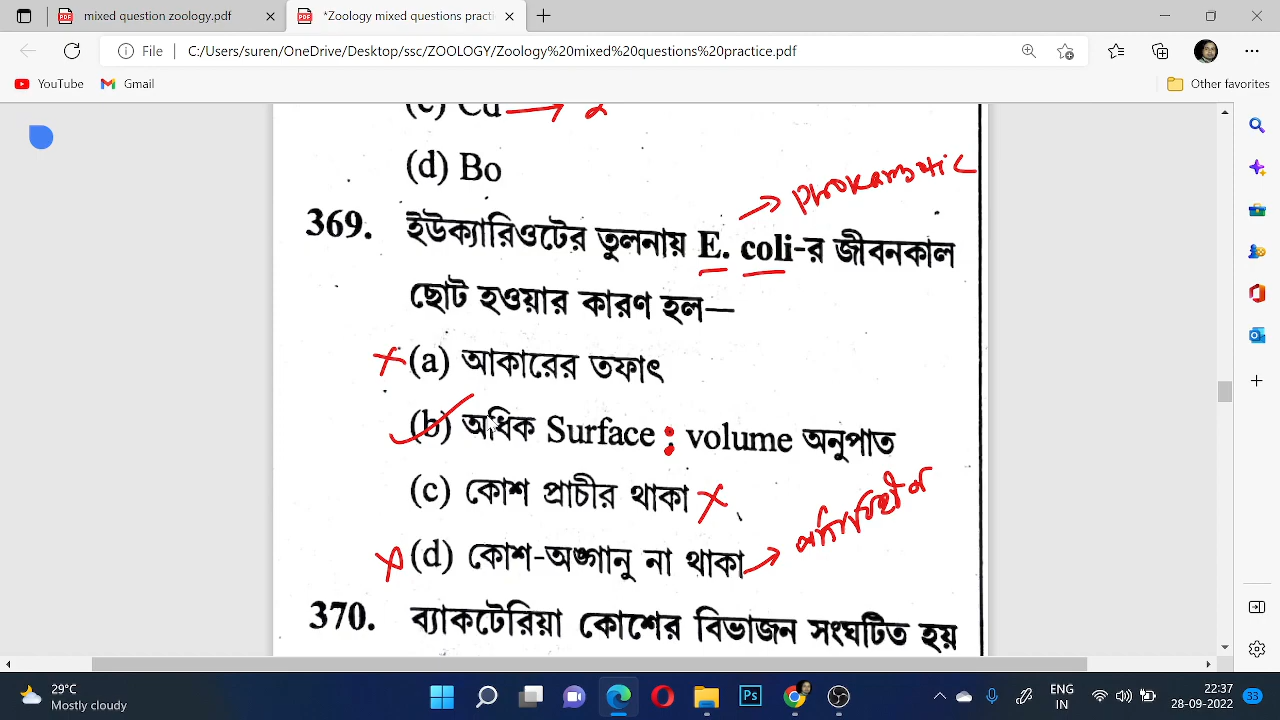 pdf mixed question
*Zoology mixed questions practi
File
C:/Users/suren/OneDrive/Desktop/ssc/ZOOLOGY/Zoology%20mixed%20questions%20practice.pdf
YouTube
Gmail
Other favorites
(c) Cu → 2
(d) Bo
→ prokaryotic
369. ইউক্যারিওটের তুলনায় E. coli-র জীবনকাল
ছোট হওয়ার কারণ হল—
(a) আকারের তফাৎ
(b) অধিক Surface : volume অনুপাত
(c) কোশ প্রাচীর থাকা
(d) কোশ-অঙ্গানু না থাকা →
370. ব্যাকটেরিয়া কোশের বিভাজন সংঘটিত হয়
29°C
Mostly cloudy
ENG
IN
22:37
28-09-2022
33